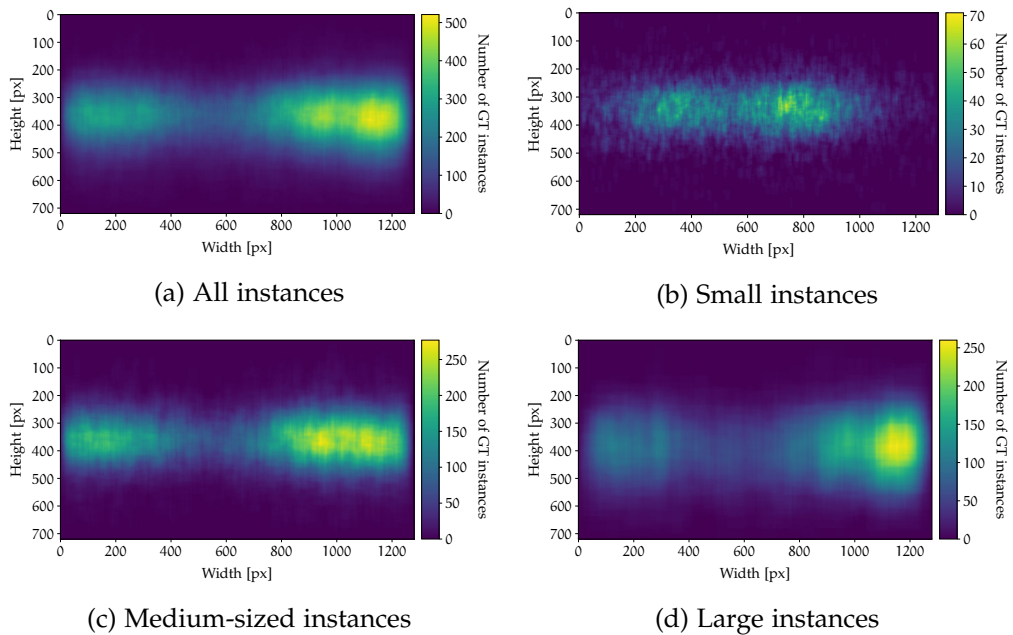 0
100
200
300
400
500
600
700
Height [px]
0 200 400 600 800 1000 1200
Width [px]
500
400
300
200
100
0
Number of GT instances
(a) All instances
0
100
200
300
400
500
600
700
Height [px]
0 200 400 600 800 1000 1200
Width [px]
70
60
50
40
30
20
10
0
Number of GT instances
(b) Small instances
0
100
200
300
400
500
600
700
Height [px]
0 200 400 600 800 1000 1200
Width [px]
250
200
150
100
50
0
Number of GT instances
(c) Medium-sized instances
0
100
200
300
400
500
600
700
Height [px]
0 200 400 600 800 1000 1200
Width [px]
250
200
150
100
50
0
Number of GT instances
(d) Large instances